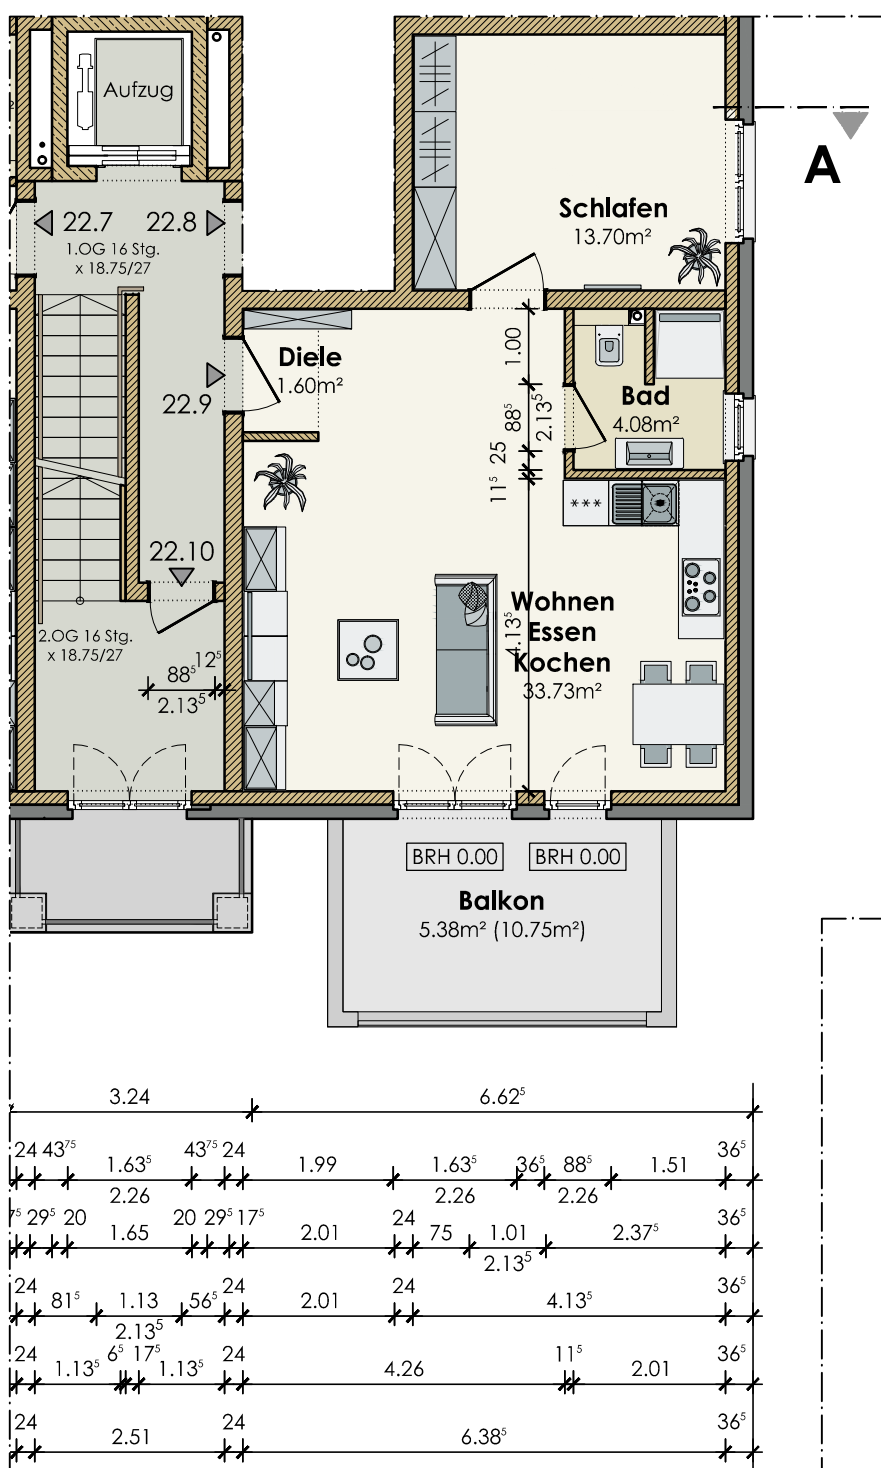 Aufzug
A
22.7 22.8
1.OG 16 Stg.
x 18.75/27
Schlafen
13.70m²
Diele
1.60m²
1.00
Bad
4.08m²
22.9
88⁵
2.13⁵
25
11⁵
***
22.10
Wohnen
Essen
Kochen
33.73m²
4.13⁵
2.OG 16 Stg.
x 18.75/27
12⁵
88⁵
2.13⁵
BRH 0.00 BRH 0.00
Balkon
5.38m² (10.75m²)
3.24 6.62⁵
24 43⁷⁵ 1.63⁵ 43⁷⁵ 24 1.99 1.63⁵ 36⁵ 88⁵ 1.51 36⁵
2.26 2.26 2.26
29⁵ 20 1.65 20 29⁵ 17⁵ 2.01 24 75 1.01 2.37⁵ 36⁵
2.13⁵
24 81⁵ 1.13 56⁵ 24 2.01 24 4.13⁵ 36⁵
2.13⁵
24 1.13⁵ 6⁵ 17⁵ 1.13⁵ 24 4.26 11⁵ 2.01 36⁵
24 2.51 24 6.38⁵ 36⁵